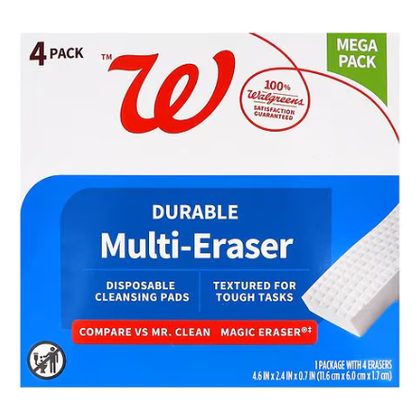 4 PACK
MEGA
PACK
™
W
100%
Walgreens
SATISFACTION
GUARANTEED
DURABLE
Multi-Eraser
DISPOSABLE
CLEANSING PADS
TEXTURED FOR
TOUGH TASKS
COMPARE VS MR. CLEAN MAGIC ERASER®‡
1 PACKAGE WITH 4 ERASERS
4.6 IN x 2.4 IN x 0.7 IN (11.6 cm x 6.0 cm x 1.7 cm)